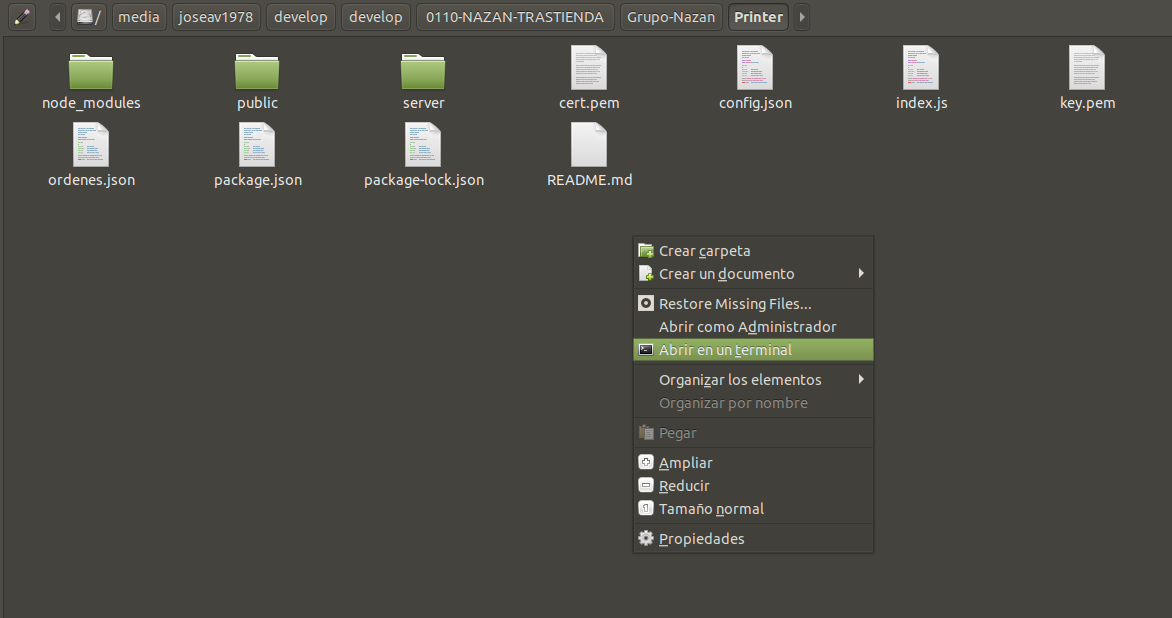 / media joseav1978 develop develop 0110-NAZAN-TRASTIENDA Grupo-Nazan Printer
node_modules public server cert.pem config.json index.js key.pem
ordenes.json package.json package-lock.json README.md
Crear carpeta
Crear un documento
Restore Missing Files...
Abrir como Administrador
Abrir en un terminal
Organizar los elementos
Organizar por nombre
Pegar
Ampliar
Reducir
Tamaño normal
Propiedades